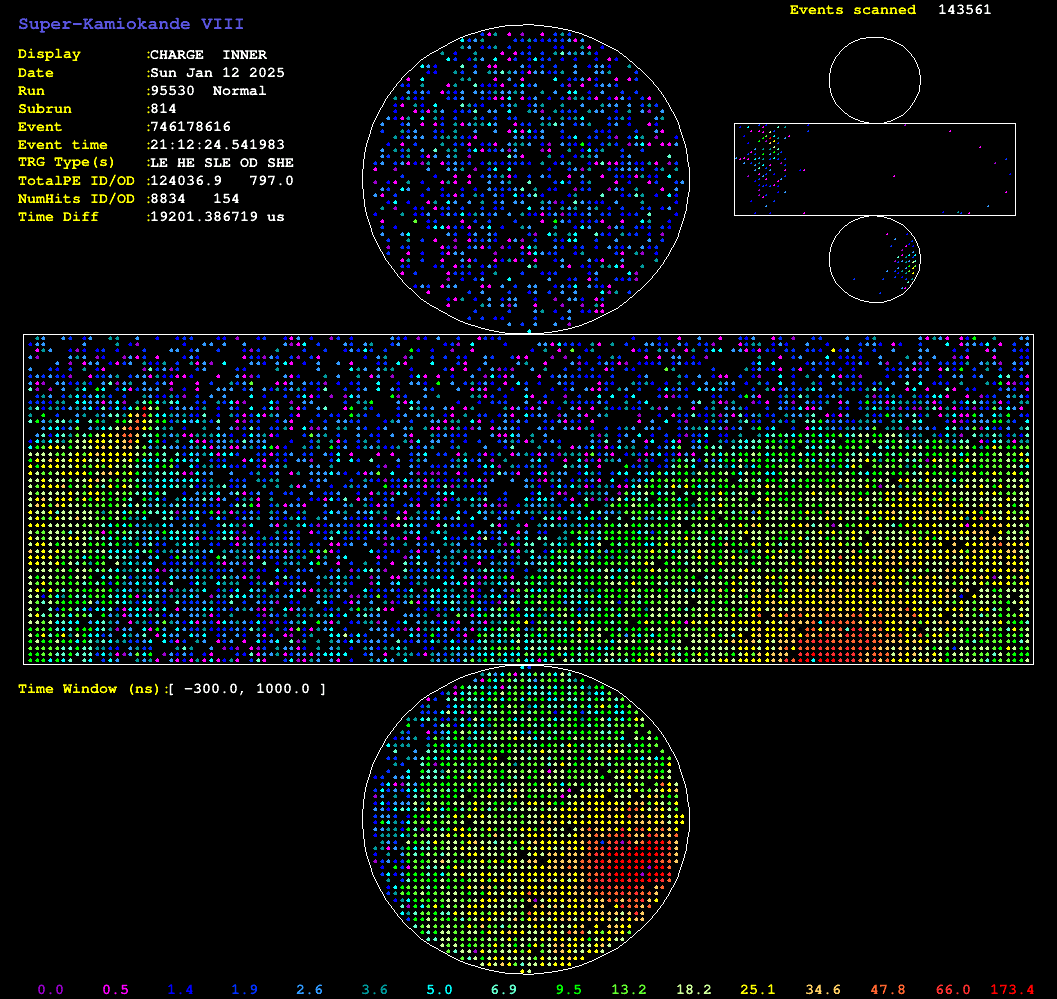 Super-Kamiokande VIII
Events scanned 143561
Display :CHARGE INNER
Date :Sun Jan 12 2025
Run :95530 Normal
Subrun :814
Event :746178616
Event time :21:12:24.541983
TRG Type(s) :LE HE SLE OD SHE
TotalPE ID/OD :124036.9 797.0
NumHits ID/OD :8834 154
Time Diff :19201.386719 us
Time Window (ns):[ -300.0, 1000.0 ]
0.0 0.5 1.4 1.9 2.6 3.6 5.0 6.9 9.5 13.2 18.2 25.1 34.6 47.8 66.0 173.4